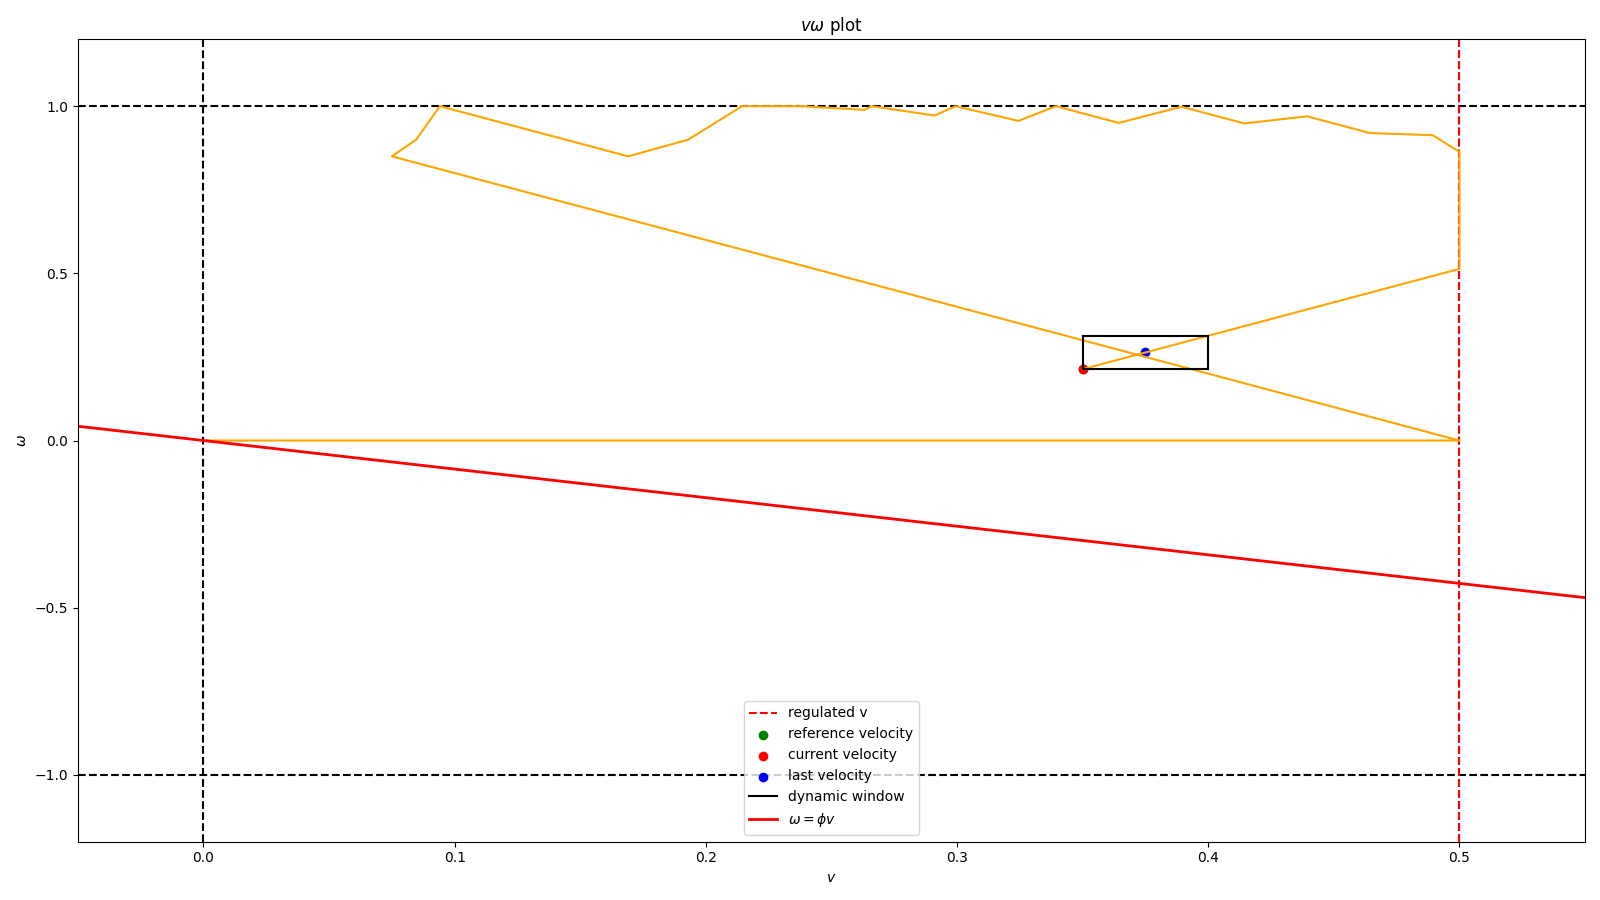 vω plot
1.0
0.5
0.0
−0.5
−1.0
ω
0.0 0.1 0.2 0.3 0.4 0.5
v
regulated v
reference velocity
current velocity
last velocity
dynamic window
ω = ϕv